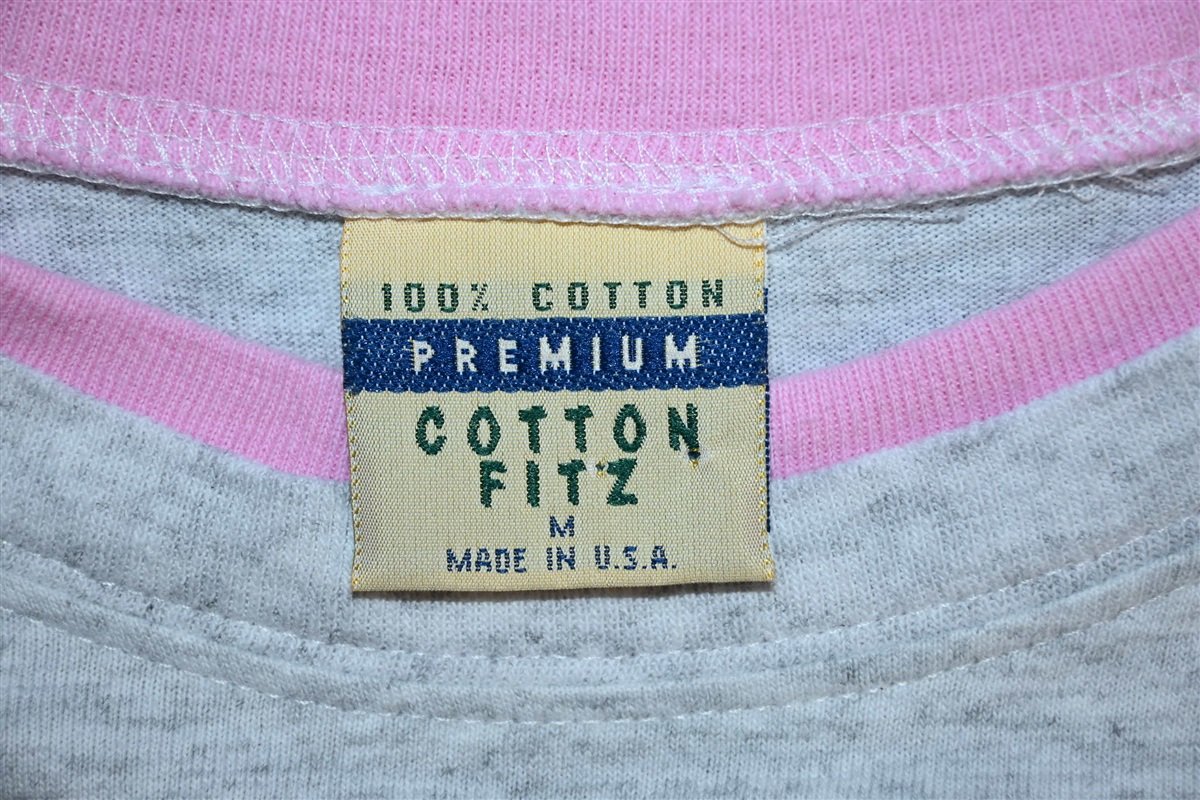 100% COTTON
PREMIUM
COTTON
FITZ
M
MADE IN U.S.A.